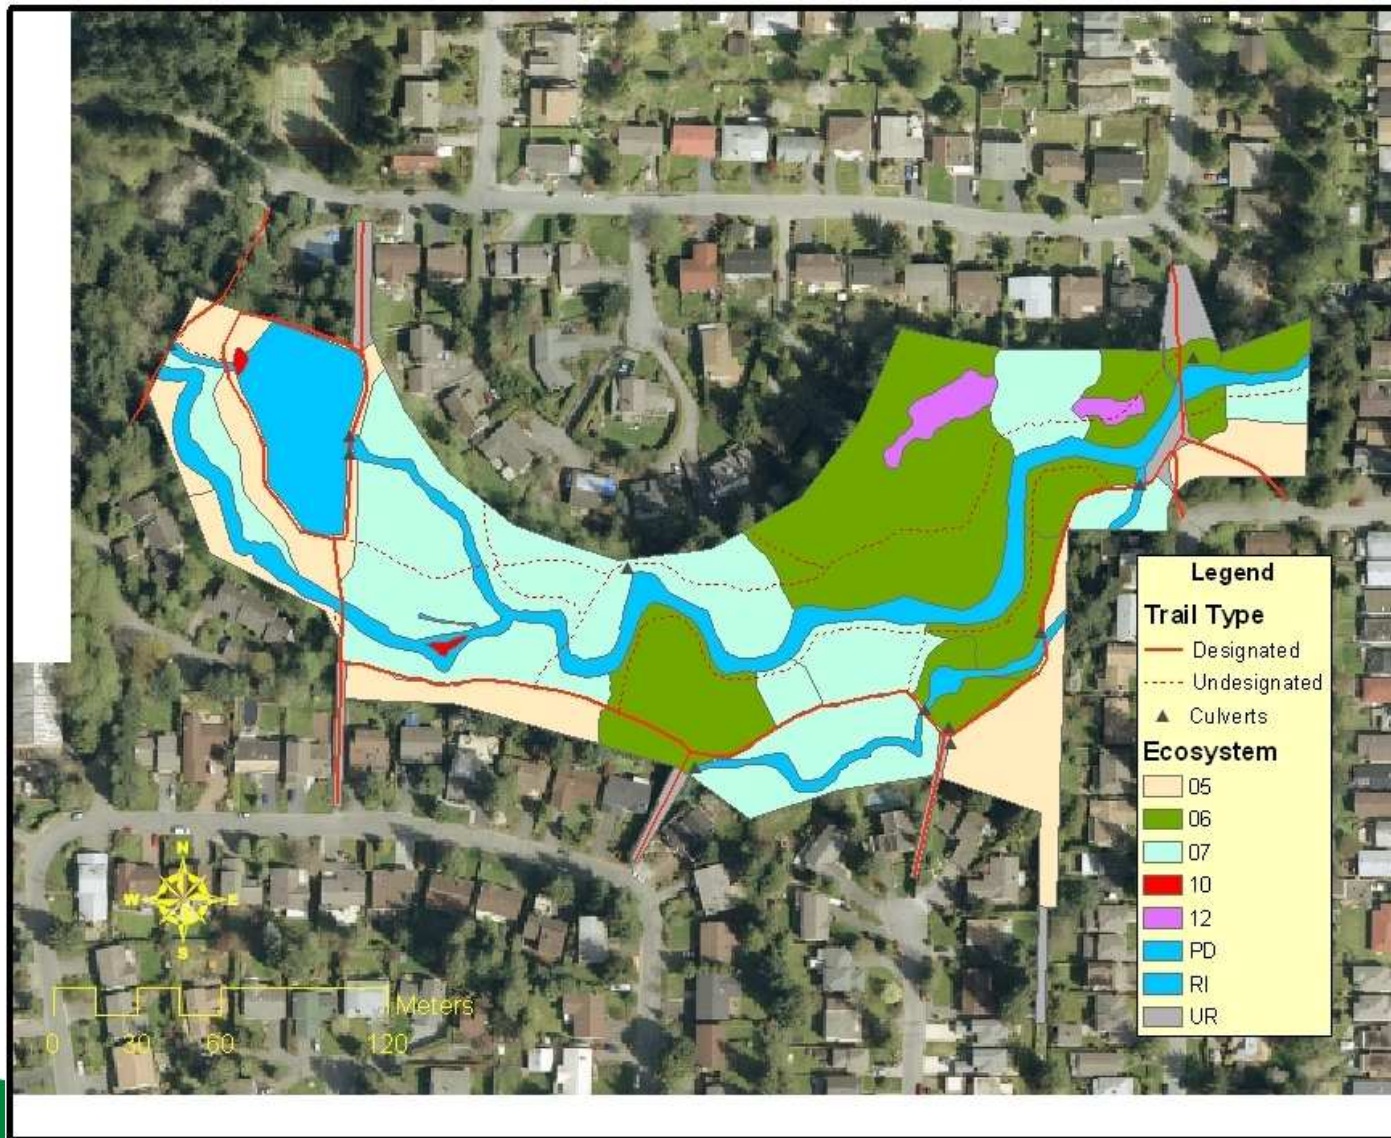 Legend
Trail Type
Designated
Undesignated
Culverts
Ecosystem
05
06
07
10
12
PD
RI
UR
N
W E
S
Meters
0 30 60 120